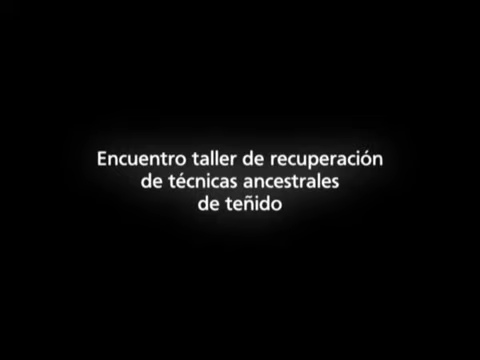 Encuentro taller de recuperación
de técnicas ancestrales
de teñido